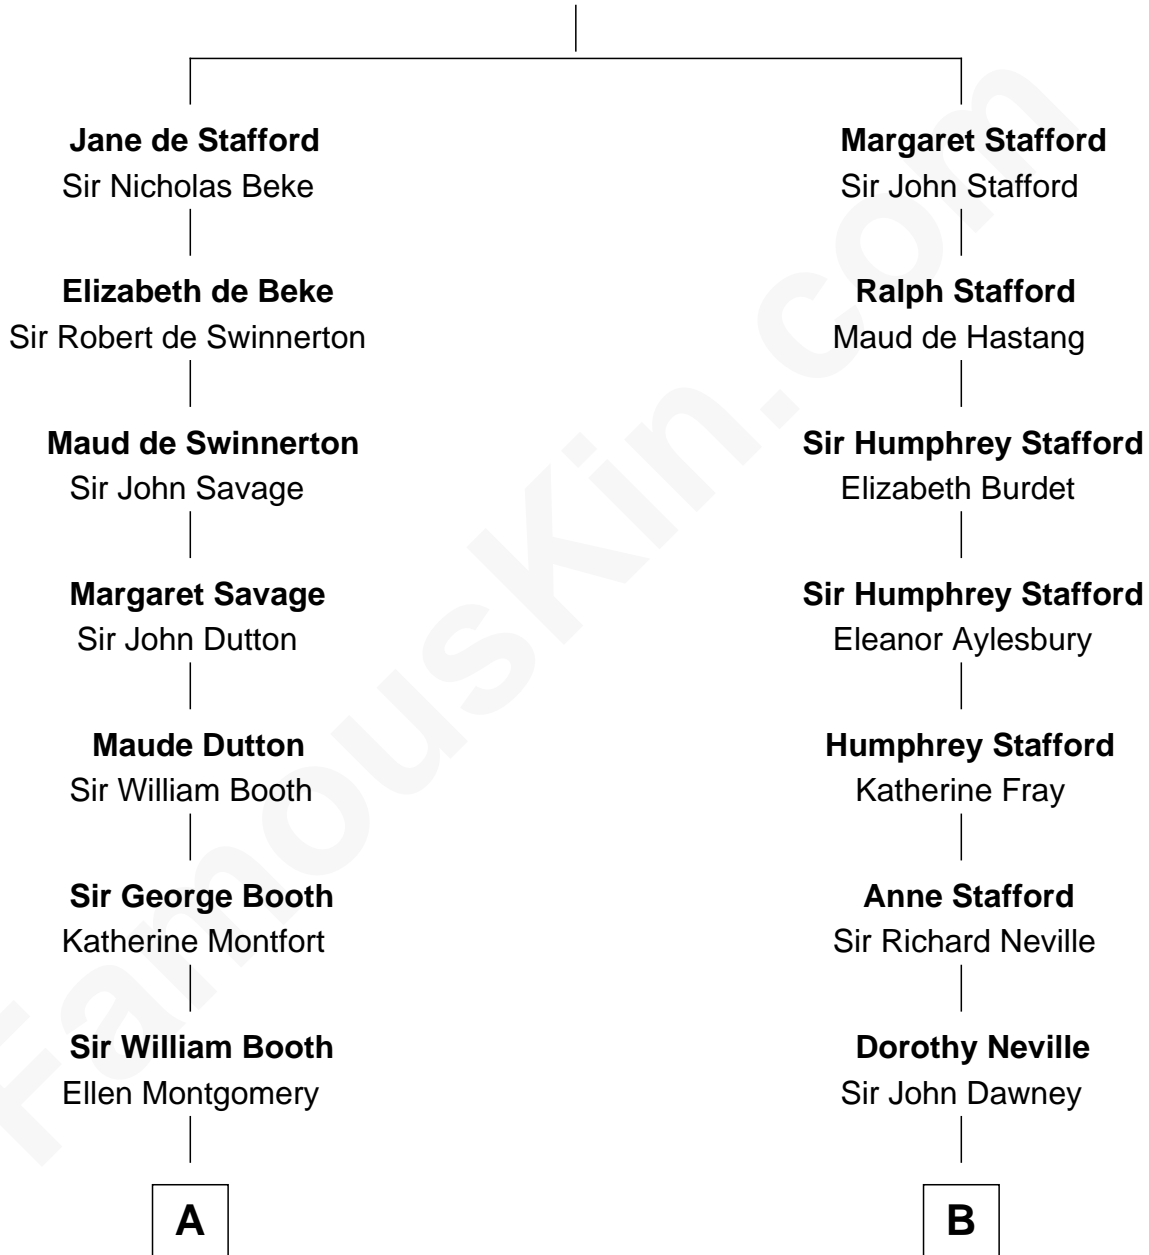 Jane de Stafford
Sir Nicholas Beke
Elizabeth de Beke
Sir Robert de Swinnerton
Maud de Swinnerton
Sir John Savage
Margaret Savage
Sir John Dutton
Maude Dutton
Sir William Booth
Sir George Booth
Katherine Montfort
Sir William Booth
Ellen Montgomery
A
Margaret Stafford
Sir John Stafford
Ralph Stafford
Maud de Hastang
Sir Humphrey Stafford
Elizabeth Burdet
Sir Humphrey Stafford
Eleanor Aylesbury
Humphrey Stafford
Katherine Fray
Anne Stafford
Sir Richard Neville
Dorothy Neville
Sir John Dawney
B
FamousKin.com